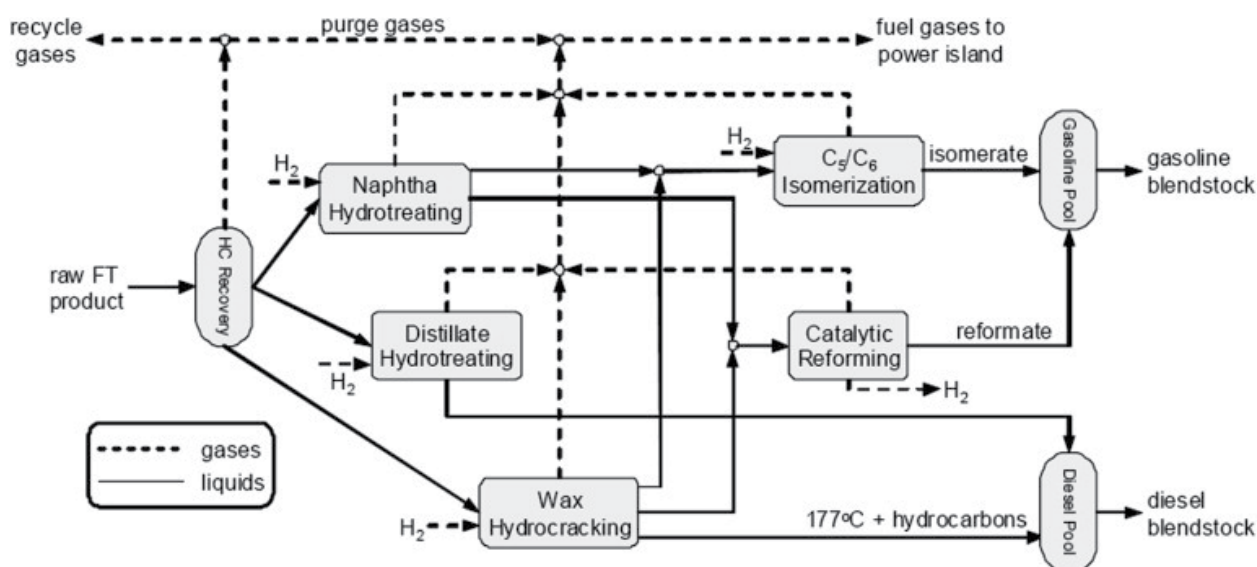 recycle
gases
purge gases
fuel gases to
power island
H₂
Naphtha
Hydrotreating
H₂
C₅/C₆
Isomerization
isomerate
Gasoline Pool
gasoline
blendstock
raw FT
product
HC Recovery
Distillate
Hydrotreating
H₂
Catalytic
Reforming
reformate
H₂
gases
liquids
Wax
Hydrocracking
H₂
177ºC + hydrocarbons
Diesel Pool
diesel
blendstock